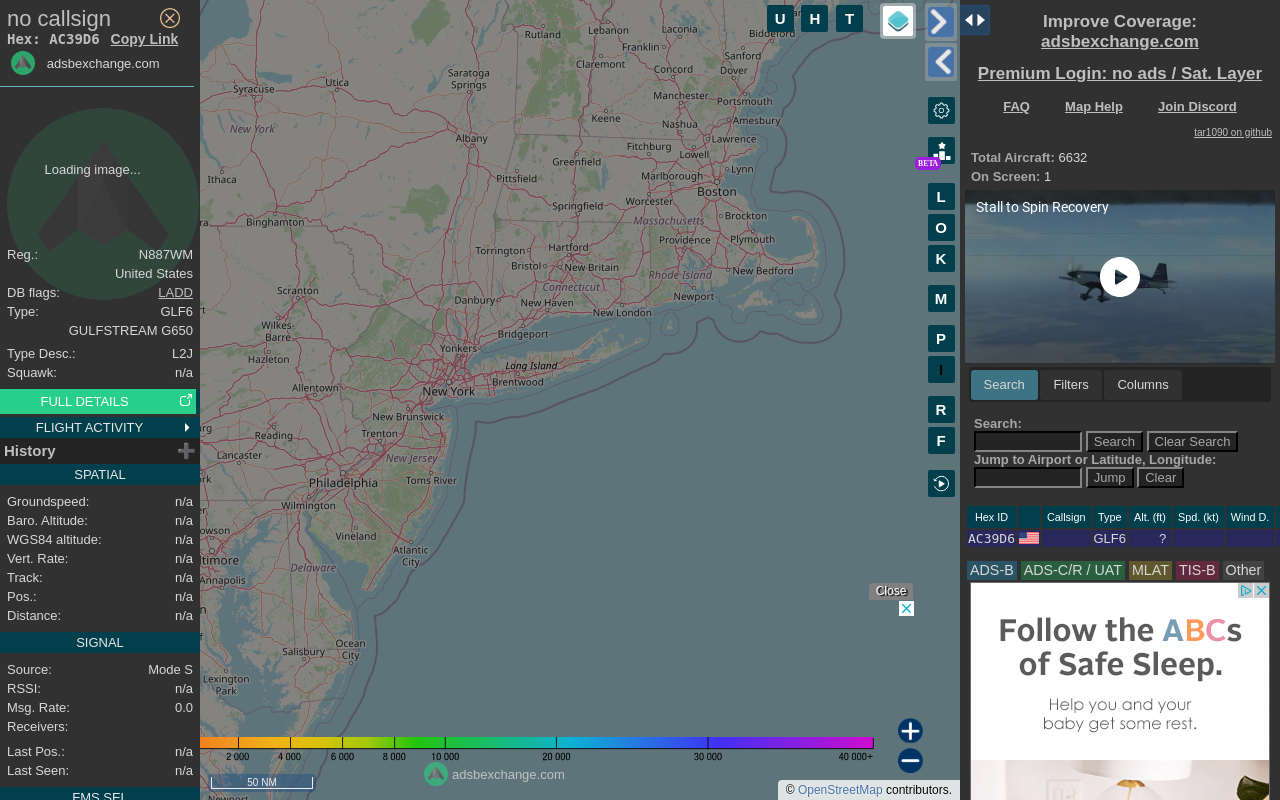 no callsign
Hex: AC39D6 Copy Link
adsbexchange.com
Loading image...
Reg.: N887WM
United States
DB flags: LADD
Type: GLF6
GULFSTREAM G650
Type Desc.: L2J
Squawk: n/a
FULL DETAILS
FLIGHT ACTIVITY
History
SPATIAL
Groundspeed: n/a
Baro. Altitude: n/a
WGS84 altitude: n/a
Vert. Rate: n/a
Track: n/a
Pos.: n/a
Distance: n/a
SIGNAL
Source: Mode S
RSSI: n/a
Msg. Rate: 0.0
Receivers:
Last Pos.: n/a
Last Seen: n/a
FMS SEL
U H T
BETA
L
O
K
M
P
I
R
F
Rutland
Lebanon
Laconia
Biddeford
Franklin
Sanford
Claremont
Concord
Dover
Saratoga
Springs
Utica
Syracuse
Manchester
Portsmouth
Keene
Nashua
Amesbury
New York
Albany
Lawrence
Fitchburg
Lowell
Greenfield
Lynn
Ithaca
Pittsfield
Marlborough
Boston
Worcester
Springfield
Massachusetts
Brockton
Binghamton
Providence
Plymouth
Torrington
Hartford
Bristol
New Britain
Rhode Island
New Bedford
Connecticut
Scranton
Danbury
New Haven
Newport
New London
Wilkes-
Barre
Bridgeport
Hazleton
Yonkers
Long Island
Allentown
Brentwood
New York
New Brunswick
Reading
Trenton
Lancaster
New Jersey
Philadelphia
Toms River
Wilmington
Vineland
Atlantic
City
Annapolis
Delaware
Ocean
City
Salisbury
Lexington
Park
Close
2 000 4 000 6 000 8 000 10 000 20 000 30 000 40 000+
adsbexchange.com
50 NM
© OpenStreetMap contributors.
Improve Coverage:
adsbexchange.com
Premium Login: no ads / Sat. Layer
FAQ Map Help Join Discord
tar1090 on github
Total Aircraft: 6632
On Screen: 1
Stall to Spin Recovery
Search Filters Columns
Search:
Search Clear Search
Jump to Airport or Latitude, Longitude:
Jump Clear
Hex ID Callsign Type Alt. (ft) Spd. (kt) Wind D.
AC39D6 GLF6 ?
ADS-B ADS-C/R / UAT MLAT TIS-B Other
Follow the ABCs
of Safe Sleep.
Help you and your
baby get some rest.